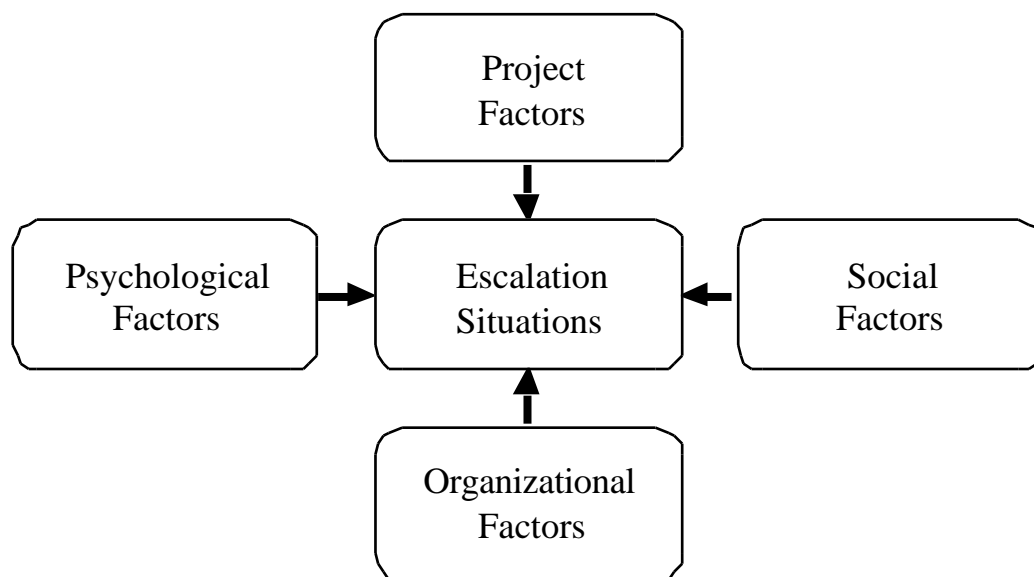 Project
Factors
Psychological
Factors
Escalation
Situations
Social
Factors
Organizational
Factors